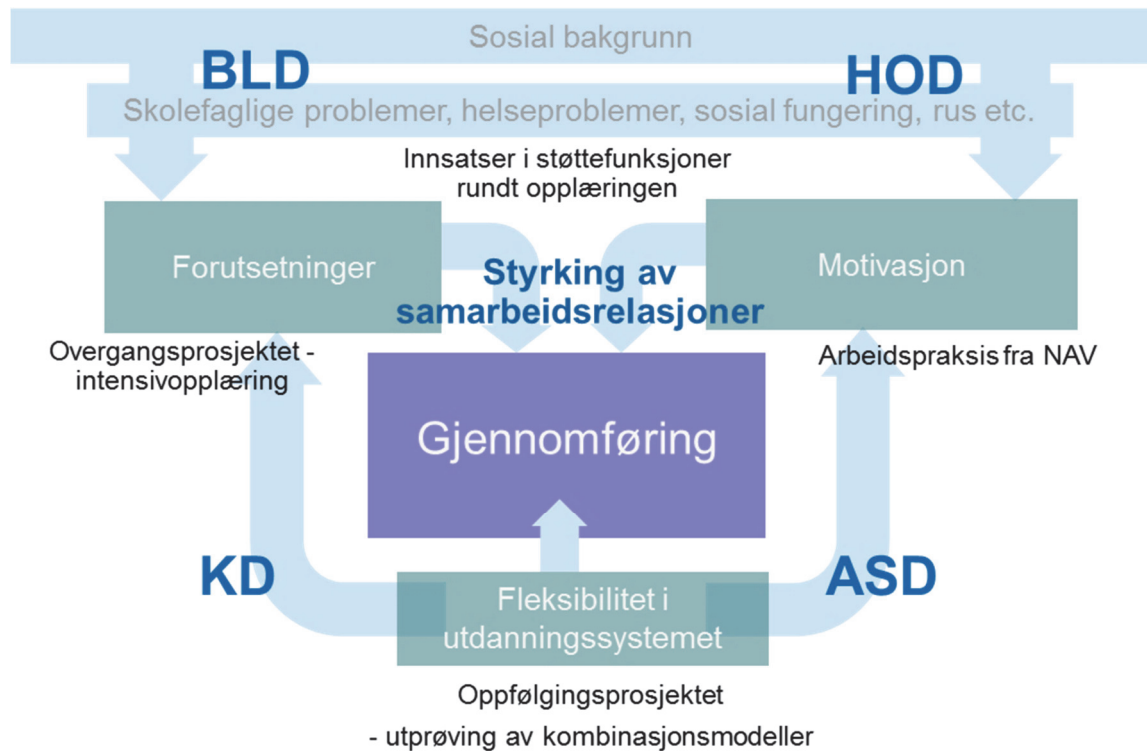 Sosial bakgrunn
BLD
HOD
Skolefaglige problemer, helseproblemer, sosial fungering, rus etc.
Innsatser i støttefunksjoner
rundt opplæringen
Forutsetninger
Motivasjon
Styrking av
samarbeidsrelasjoner
Overgangsprosjektet -
intensivopplæring
Arbeidspraksis fra NAV
Gjennomføring
KD
ASD
Fleksibilitet i
utdanningssystemet
Oppfølgingsprosjektet
- utprøving av kombinasjonsmodeller